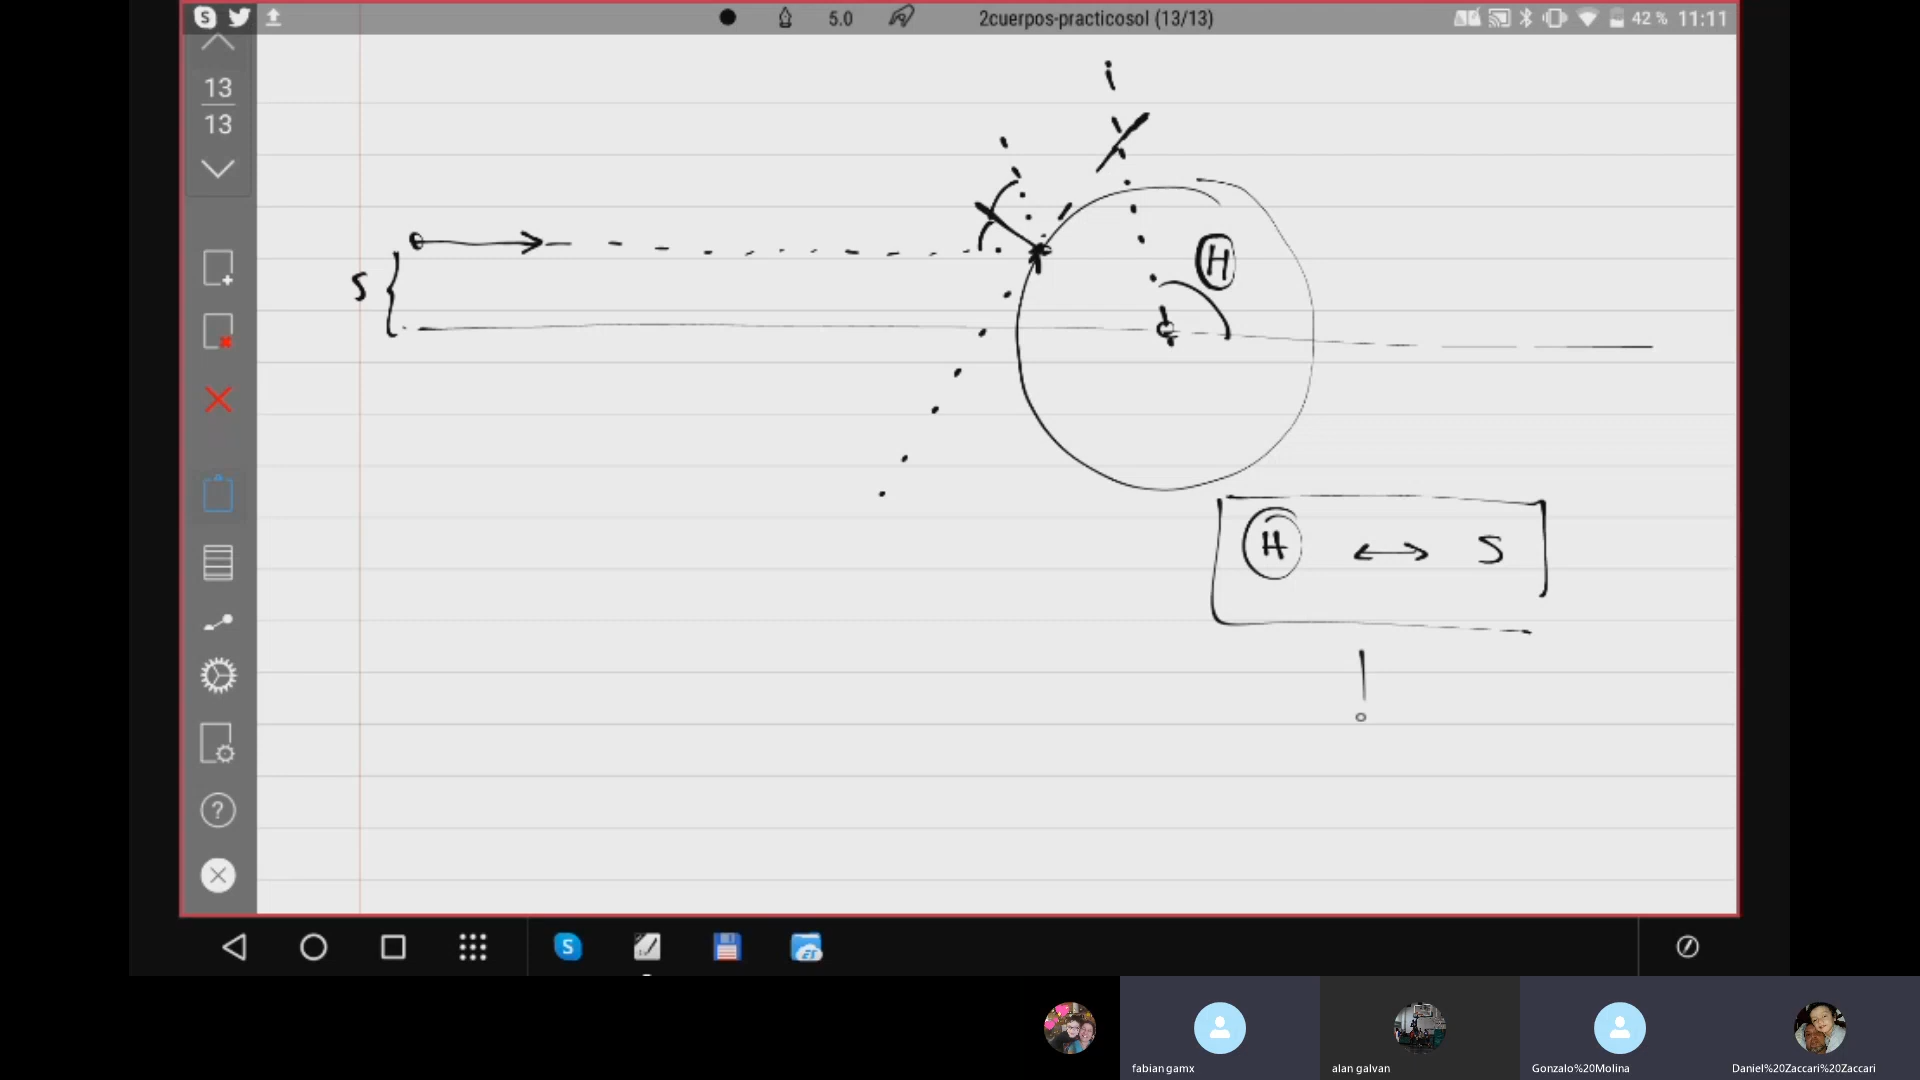 5.0 2cuerpos-practicosol (13/13) 42 % 11:11
13
13
S
H
H ↔ S
!
fabian gamx alan galvan Gonzalo%20Molina Daniel%20Zaccari%20Zaccari